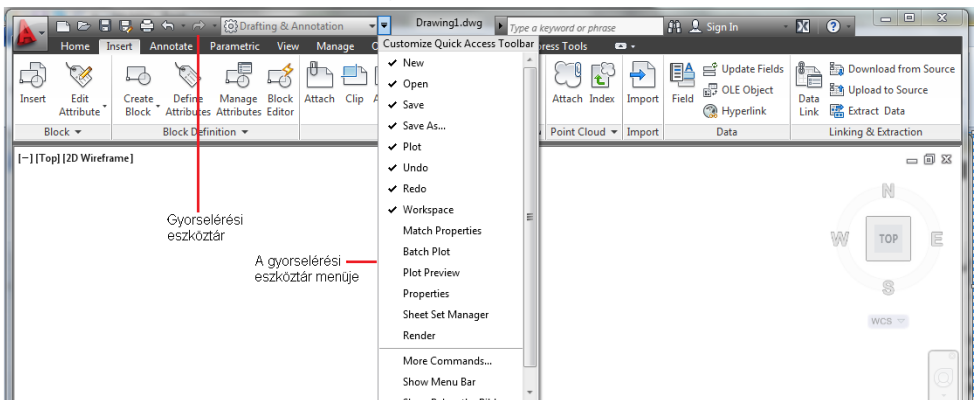 Drafting & Annotation
Drawing1.dwg
Type a keyword or phrase
Sign In
Home Insert Annotate Parametric View Manage
Customize Quick Access Toolbar
Tools
New
Open
Save
Save As...
Plot
Undo
Redo
Workspace
Match Properties
Batch Plot
Plot Preview
Properties
Sheet Set Manager
Render
More Commands...
Show Menu Bar
Insert
Edit
Attribute
Create
Block
Define
Attributes
Manage
Attributes
Block
Editor
Attach
Clip
Attach
Index
Import
Field
Update Fields
OLE Object
Hyperlink
Data
Link
Download from Source
Upload to Source
Extract Data
Block
Block Definition
Point Cloud
Import
Data
Linking & Extraction
[−] [Top] [2D Wireframe]
Gyorselérési
eszköztár
A gyorselérési
eszköztár menüje
N
W
TOP
E
S
WCS